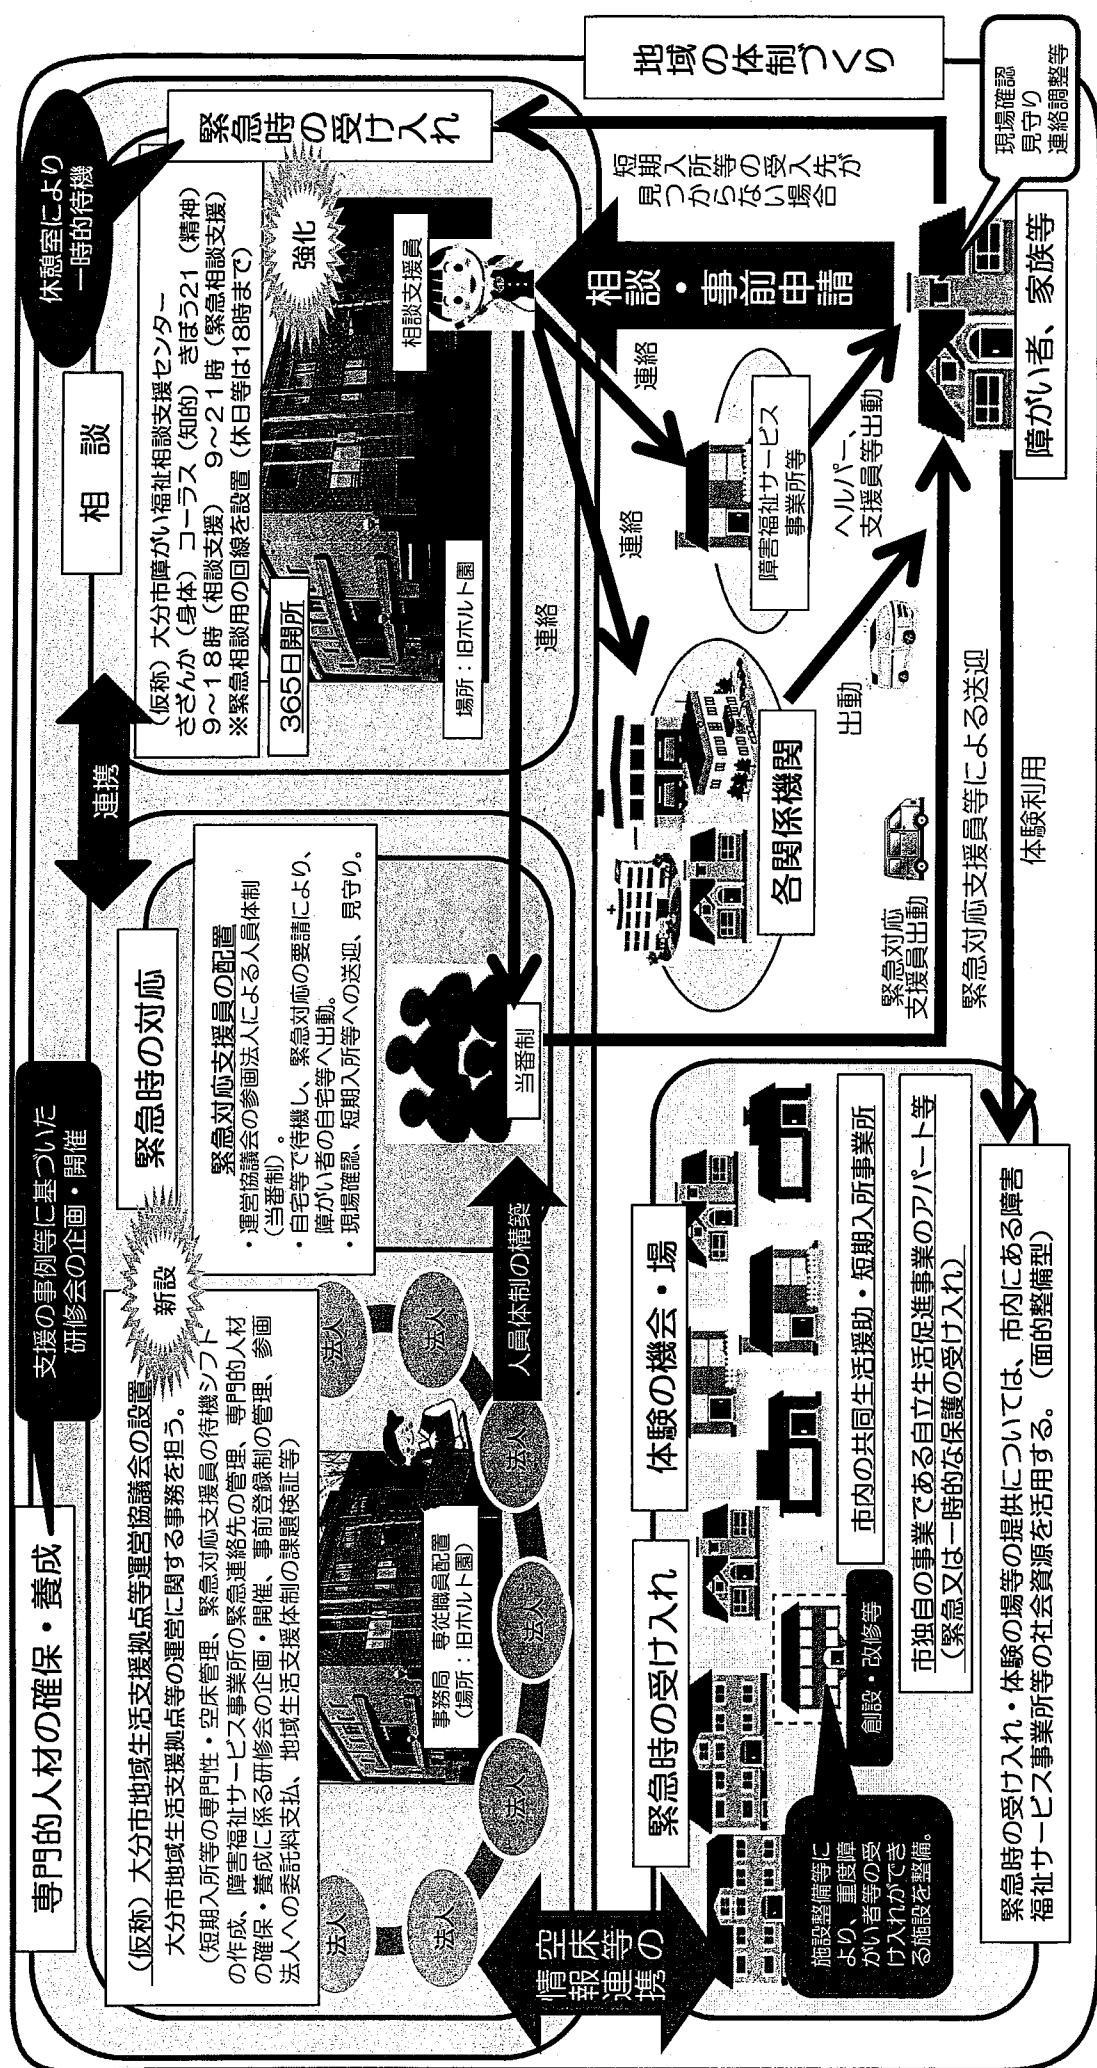 専門的人材の確保・養成
支援の事例等に基づいた
研修会の企画・開催
連携
相　談
休憩室により
一時的待機
地域の体制づくり
(仮称)大分市地域生活支援拠点等運営協議会の設置
大分市地域生活支援拠点等の運営に関する事務を担う。
(短期入所等の専門性・空床管理、緊急対応支援員の待機シフト
の作成、障害福祉サービス事業所の緊急連絡先の管理、専門的人材
の確保・養成に係る研修会の企画・開催、事前登録制の管理、参画
法人への委託料支払、地域生活支援体制の課題検証等)
新設
事務局　専従職員配置
(場所：旧ホルト園)
法人
法人
法人
法人
法人
法人
法人
人員体制の構築
緊急時の対応
緊急対応支援員の配置
・運営協議会の参画法人による人員体制
(当番制)。
・自宅等で待機し、緊急対応の要請により、
障がい者の自宅等へ出動。
・現場確認、短期入所等への送迎、見守り。
当番制
(仮称)大分市障がい福祉相談支援センター
さざんか(身体)コーラス(知的)きぼう21(精神)
9～18時(相談支援)　9～21時(緊急相談支援)
※緊急相談用の回線を設置(休日等は18時まで)
365日開所
場所：旧ホルト園
相談支援員
強化
緊急時の受け入れ
連絡
連絡
連絡
相談・事前申請
短期入所等の受入先が
見つからない場合
各関係機関
障害福祉サービス
事業所等
ヘルパー、
支援員等出動
出動
緊急対応
支援員出動
緊急対応支援員等による送迎
体験利用
障がい者、家族等
現場確認
見守り
連絡調整等
空床等の
情報連携
緊急時の受け入れ
体験の機会・場
施設整備等に
より、重度障
がい者等の受
け入れができ
る施設を整備。
創設・改修等
市内の共同生活援助・短期入所事業所
市独自の事業である自立生活促進事業のアパート等
(緊急又は一時的な保護の受け入れ)
緊急時の受け入れ・体験の場等の提供については、市内にある障害
福祉サービス事業所等の社会資源を活用する。(面的整備型)